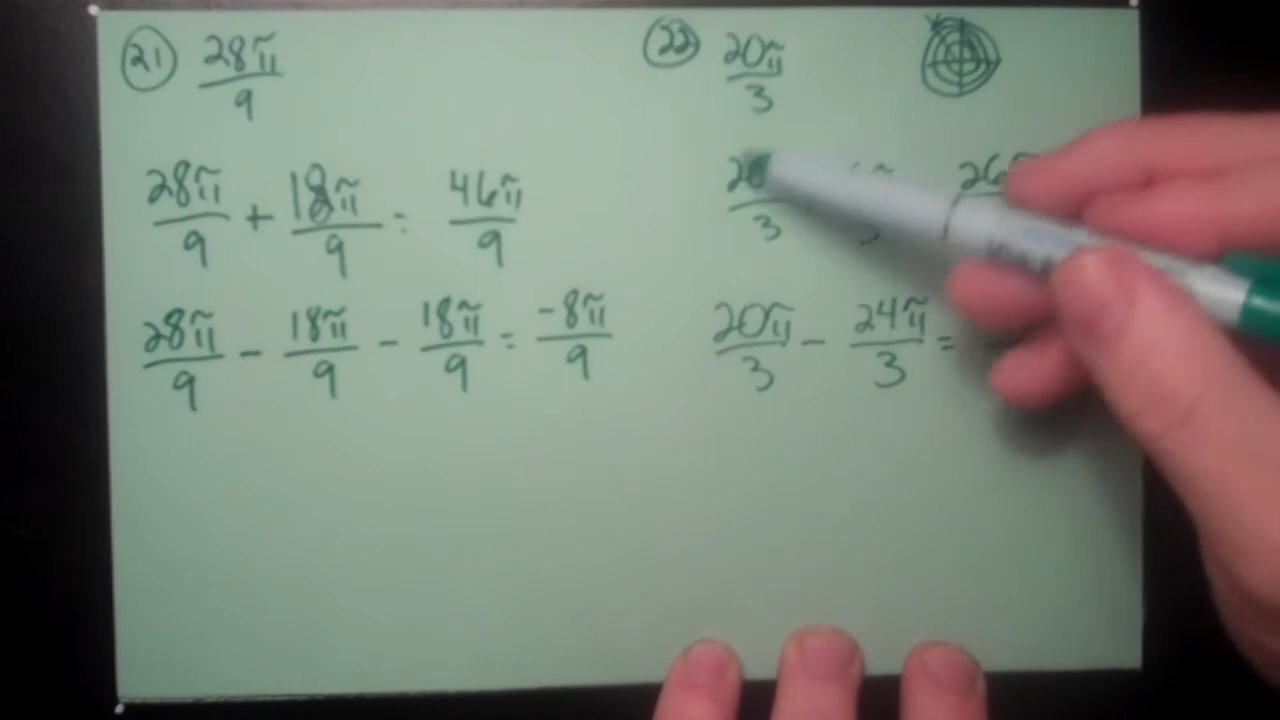 21 28π/9
28π/9 + 18π/9 = 46π/9
28π/9 - 18π/9 - 18π/9 = -8π/9
22 20π/3
20π/3 - 24π/3 =